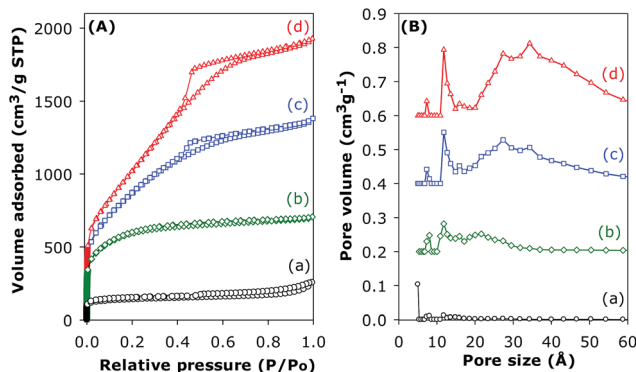 (A)
(d)
(c)
(b)
(a)
2000
1500
1000
500
0
0.0 0.2 0.4 0.6 0.8 1.0
Volume adsorbed (cm³/g STP)
Relative pressure (P/Po)
(B)
(d)
(c)
(b)
(a)
0.9
0.8
0.7
0.6
0.5
0.4
0.3
0.2
0.1
0.0
0 10 20 30 40 50 60
Pore volume (cm³g⁻¹)
Pore size (Å)